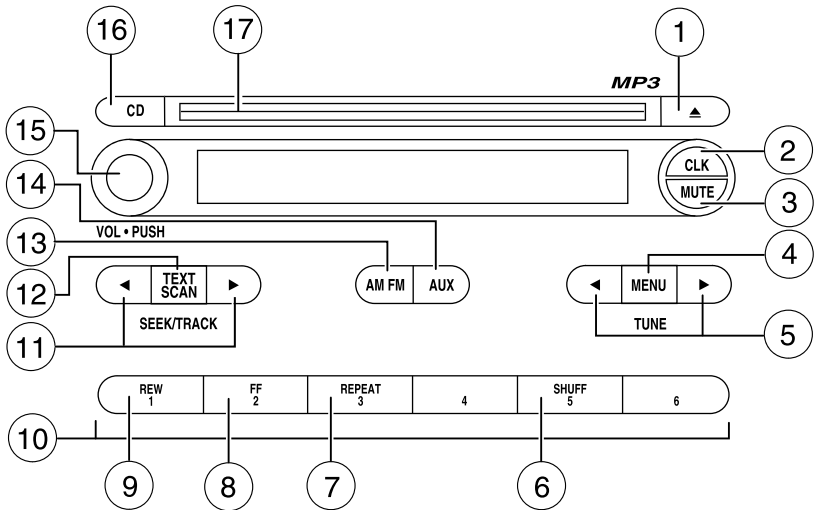 16
17
1
MP3
CD
15
2
CLK
14
MUTE
3
VOL • PUSH
13
4
12
TEXT
SCAN
AM FM
AUX
MENU
11
SEEK/TRACK
TUNE
5
REW
1
FF
2
REPEAT
3
4
SHUFF
5
6
10
9
8
7
6